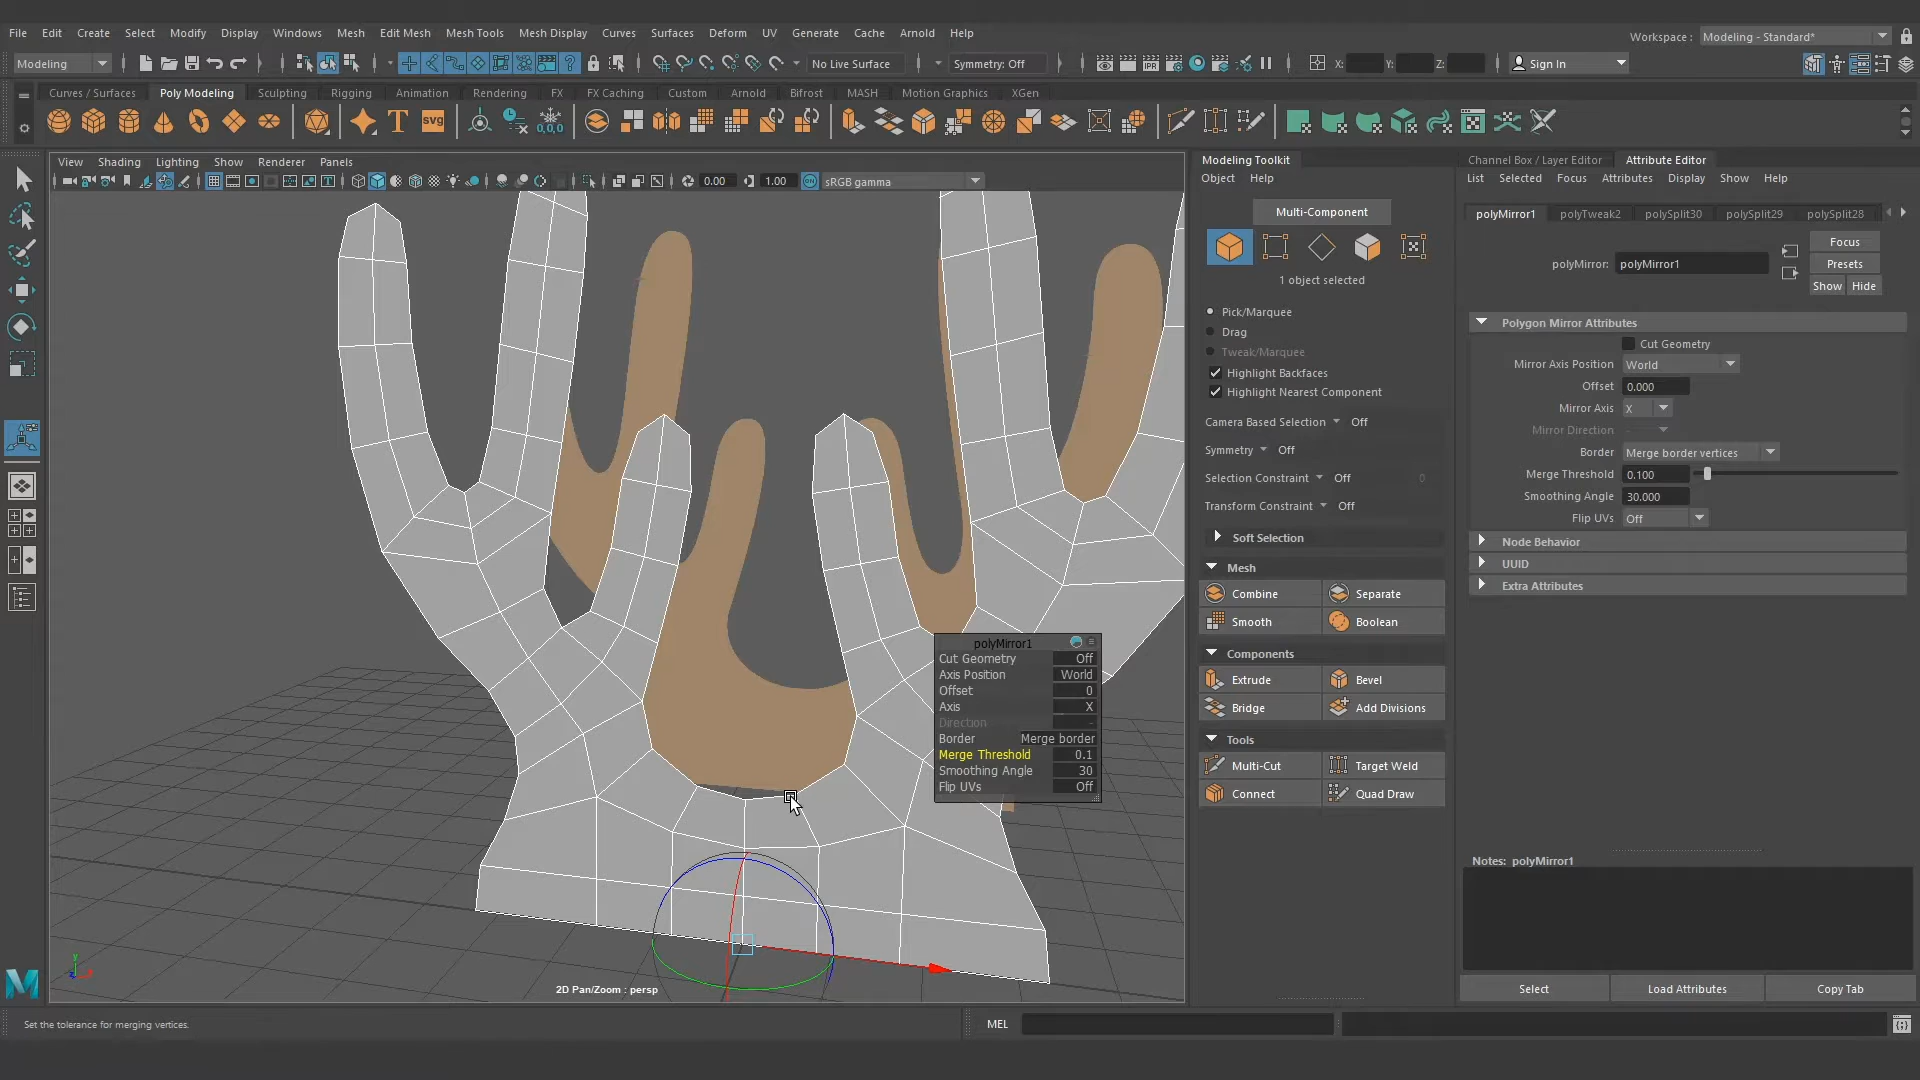 File Edit Create Select Modify Display Windows Mesh Edit Mesh Mesh Tools Mesh Display Curves Surfaces Deform UV Generate Cache Arnold Help
Workspace : Modeling - Standard*
Modeling No Live Surface Symmetry: Off X: Y: Z: Sign In
Curves / Surfaces Poly Modeling Sculpting Rigging Animation Rendering FX FX Caching Custom Arnold Bifrost MASH Motion Graphics XGen
T SVG 0,0,0
View Shading Lighting Show Renderer Panels
0.00 1.00 ON sRGB gamma
Modeling Toolkit
Object Help
Multi-Component
1 object selected
Pick/Marquee
Drag
Tweak/Marquee
Highlight Backfaces
Highlight Nearest Component
Camera Based Selection Off
Symmetry Off
Selection Constraint Off 0
Transform Constraint Off
Soft Selection
Mesh
Combine Separate
Smooth Boolean
Components
Extrude Bevel
Bridge Add Divisions
Tools
Multi-Cut Target Weld
Connect Quad Draw
Channel Box / Layer Editor Attribute Editor
List Selected Focus Attributes Display Show Help
polyMirror1 polyTweak2 polySplit30 polySplit29 polySplit28
polyMirror: polyMirror1
Focus
Presets
Show Hide
Polygon Mirror Attributes
Cut Geometry
Mirror Axis Position World
Offset 0.000
Mirror Axis X
Mirror Direction -
Border Merge border vertices
Merge Threshold 0.100
Smoothing Angle 30.000
Flip UVs Off
Node Behavior
UUID
Extra Attributes
Notes: polyMirror1
Select Load Attributes Copy Tab
polyMirror1
Cut Geometry Off
Axis Position World
Offset 0
Axis X
Direction -
Border Merge border
Merge Threshold 0.1
Smoothing Angle 30
Flip UVs Off
y
z x
2D Pan/Zoom : persp
M
Set the tolerance for merging vertices.
MEL